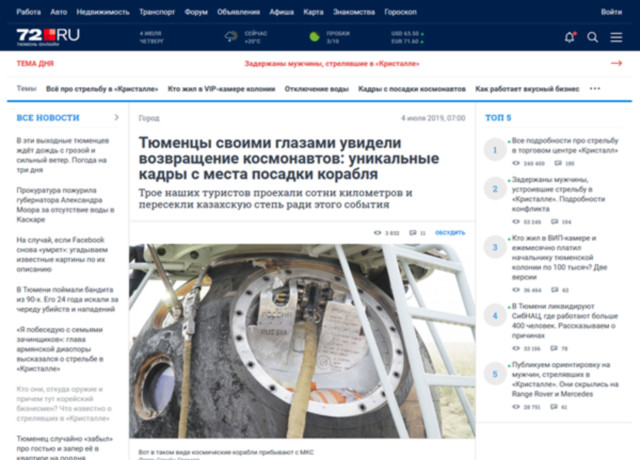 Работа Авто Недвижимость Транспорт Форум Объявления Афиша Карта Знакомства Гороскоп Войти
72.RU
ТЮМЕНЬ ОНЛАЙН
4 ИЮЛЯ
ЧЕТВЕРГ
СЕЙЧАС
+20°C
ПРОБКИ
3/10
USD 63.50
EUR 71.60
ТЕМА ДНЯ
Задержаны мужчины, стрелявшие в «Кристалле»
Темы Всё про стрельбу в «Кристалле» Кто жил в VIP-камере колонии Отключение воды Кадры с посадки космонавтов Как работает вкусный бизнес
ВСЕ НОВОСТИ
В эти выходные тюменцев
ждёт дождь с грозой и
сильный ветер. Погода на
три дня
Прокуратура пожурила
губернатора Александра
Моора за отсутствие воды в
Каскаре
На случай, если Facebook
снова «умрет»: угадываем
известные картины по их
описанию
В Тюмени поймали бандита
из 90-х. Его 24 года искали за
череду убийств и нападений
«Я побеседую с семьями
зачинщиков»: глава
армянской диаспоры
высказался о стрельбе в
«Кристалле»
Кто они, откуда оружие и
причем тут корейский
бизнесмен? Что известно о
стрелявших в «Кристалле»
Тюменец случайно «забыл»
про гостью и запер её в
квартире на полдня
Город
4 июля 2019, 07:00
Тюменцы своими глазами увидели
возвращение космонавтов: уникальные
кадры с места посадки корабля
Трое наших туристов проехали сотни километров и
пересекли казахскую степь ради этого события
3 832 11 ОБСУДИТЬ
РОССИЯ
RUSSIA
Вот в таком виде космические корабли прибывают с МКС
ТОП 5
1
Все подробности про стрельбу
в торговом центре «Кристалл»
240 400 180
2
Задержаны мужчины,
устроившие стрельбу в
«Кристалле». Подробности
конфликта
53 246 194
3
Кто жил в ВИП-камере и
ежемесячно платил
начальнику тюменской
колонии по 100 тысяч? Две
версии
36 464 62
4
В Тюмени ликвидируют
СибНАЦ, где работают больше
400 человек. Рассказываем о
причинах
33 166 78
5
Публикуем ориентировку на
мужчин, стрелявших в
«Кристалле». Они скрылись на
Range Rover и Mercedes
28 751 61